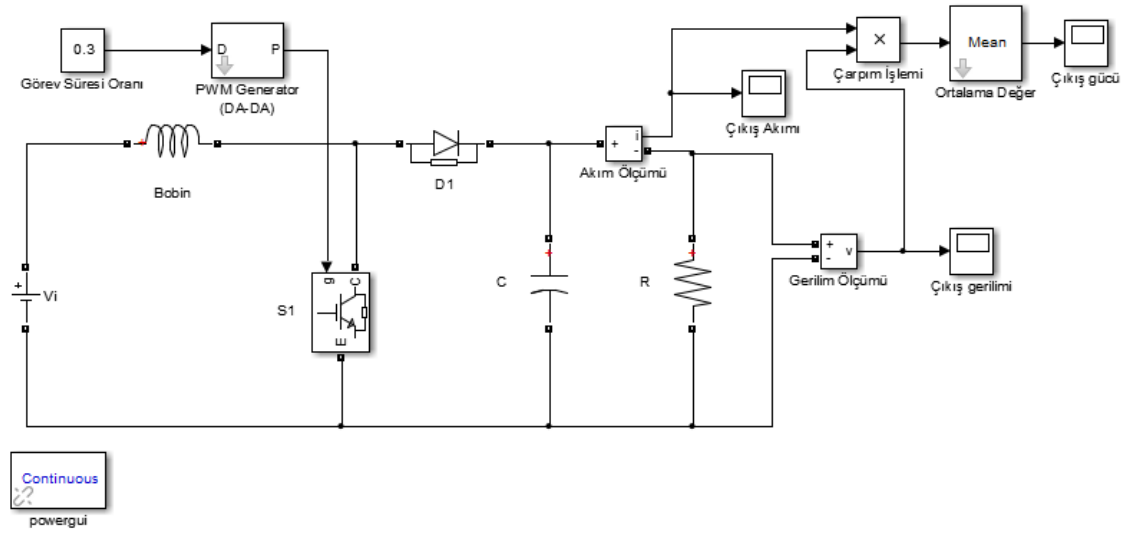 0.3
Görev Süresi Oranı
D
P
PWM Generator
(DA-DA)
Bobin
D1
+
i
-
Akım Ölçümü
Çıkış Akımı
×
Çarpım İşlemi
Mean
Ortalama Değer
Çıkış gücü
+
Vi
S1
g
C
E
+
C
+
R
+
-
v
Gerilim Ölçümü
Çıkış gerilimi
Continuous
powergui